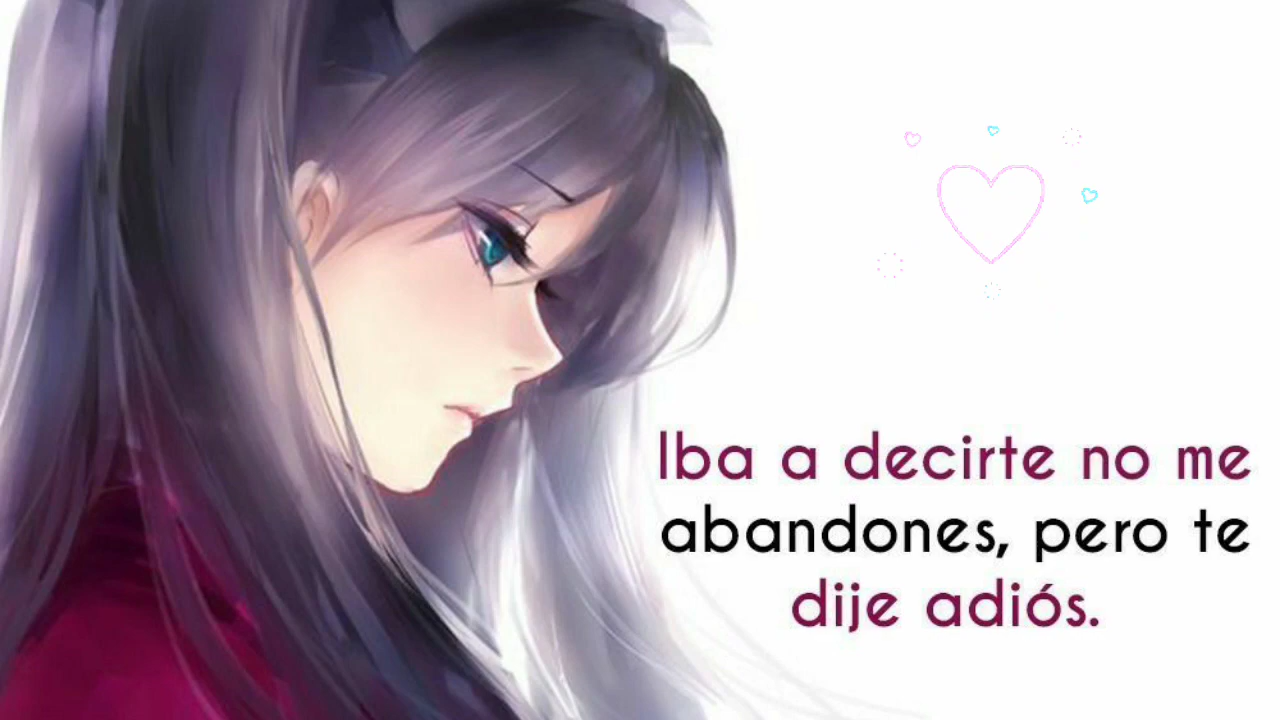 Iba a decirte no me
abandones, pero te
dije adiós.